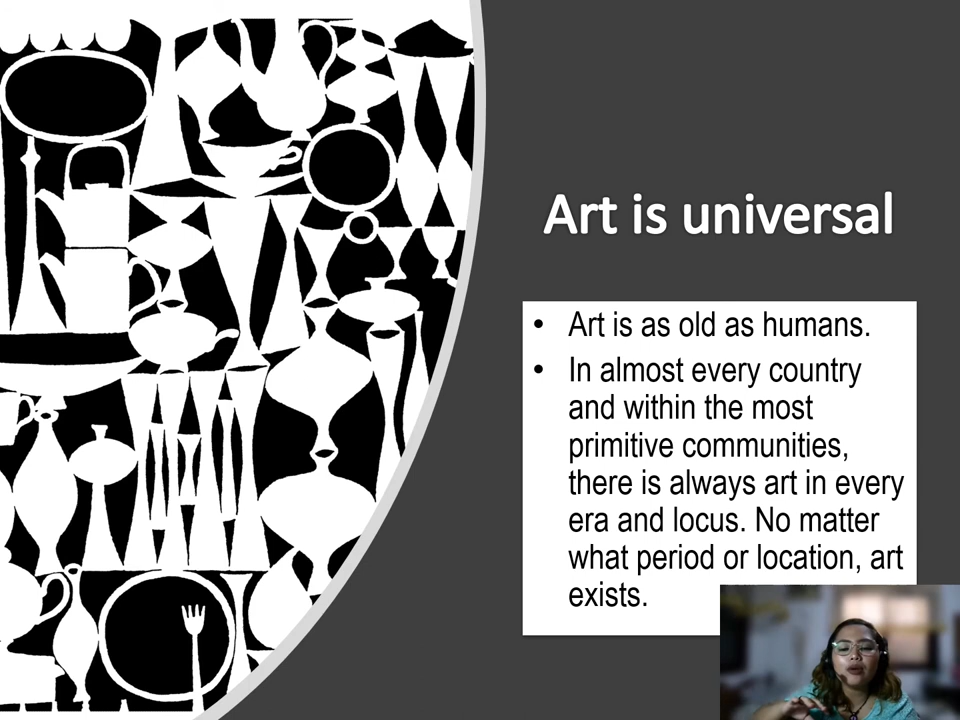 Art is universal
• Art is as old as humans.
• In almost every country
and within the most
primitive communities,
there is always art in every
era and locus. No matter
what period or location, art
exists.